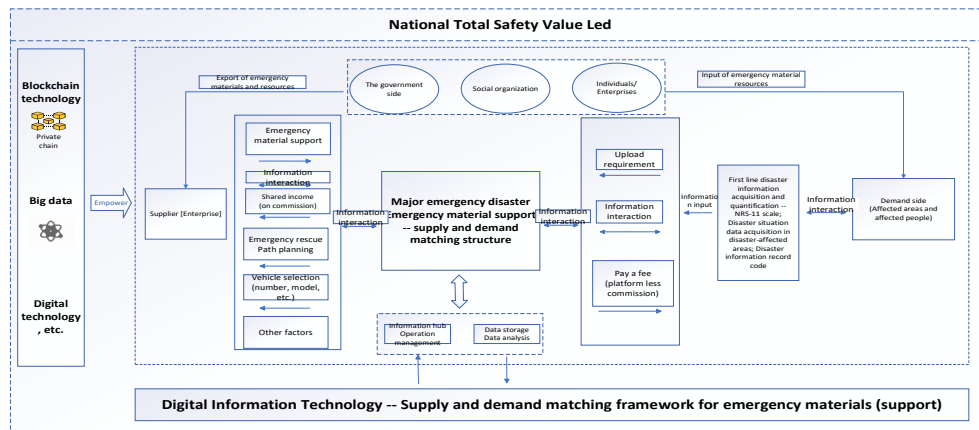 National Total Safety Value Led
Blockchain
technology
Private
chain
Big data
Digital
technology
, etc.
Empower
Export of emergency
materials and resources
The government
side
Social organization
Individuals/
Enterprises
Input of emergency material
resources
Supplier [Enterprise]
Emergency
material support
Information
interaction
Shared income
(on commission)
Emergency rescue
Path planning
Vehicle selection
(number, model,
etc.)
Other factors
Information
interaction
Major emergency disaster
emergency material support
-- supply and demand
matching structure
Information
interaction
Information hub
Operation
management
Data storage
Data analysis
Upload
requirement
Information
interaction
Pay a fee
(platform less
commission)
Informatio
n input
First line disaster
information
acquisition and
quantification --
NRS-11 scale;
Disaster situation
data acquisition in
disaster-affected
areas; Disaster
information record
code
Information
interaction
Demand side
(Affected areas and
affected people)
Digital Information Technology -- Supply and demand matching framework for emergency materials (support)